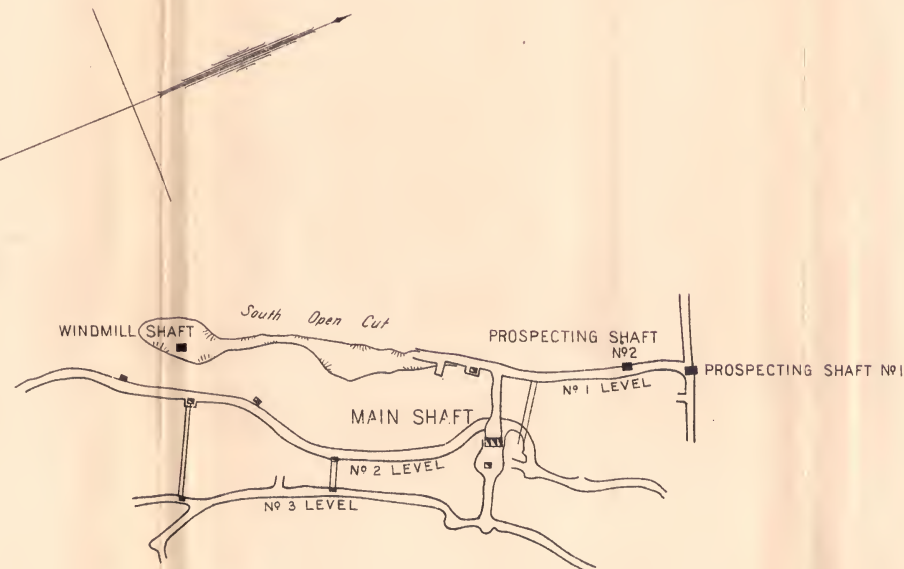 South Open Cut
WINDMILL SHAFT
PROSPECTING SHAFT
Nº2
PROSPECTING SHAFT Nº1
Nº 1 LEVEL
MAIN SHAFT
Nº 2 LEVEL
Nº 3 LEVEL